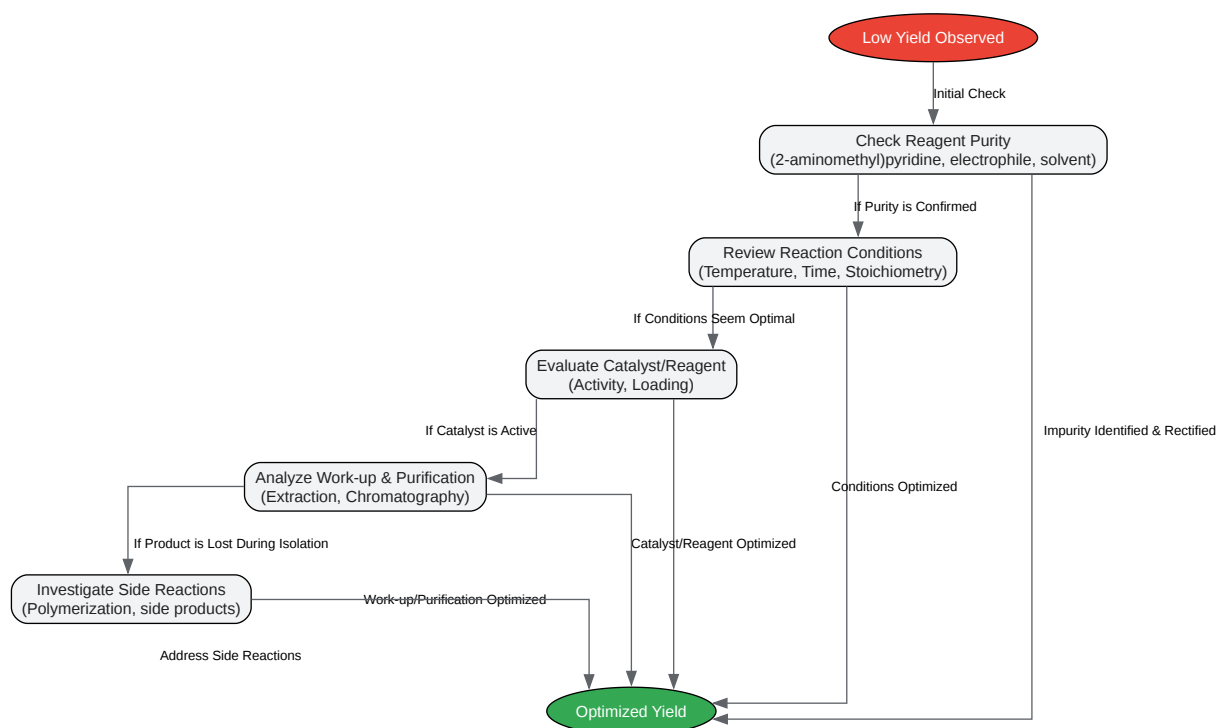 Low Yield Observed
Initial Check
Check Reagent Purity
(2-aminomethyl)pyridine, electrophile, solvent)
If Purity is Confirmed
Review Reaction Conditions
(Temperature, Time, Stoichiometry)
If Conditions Seem Optimal
Evaluate Catalyst/Reagent
(Activity, Loading)
If Catalyst is Active
Impurity Identified & Rectified
Analyze Work-up & Purification
(Extraction, Chromatography)
Conditions Optimized
If Product is Lost During Isolation
Catalyst/Reagent Optimized
Investigate Side Reactions
(Polymerization, side products)
Work-up/Purification Optimized
Address Side Reactions
Optimized Yield